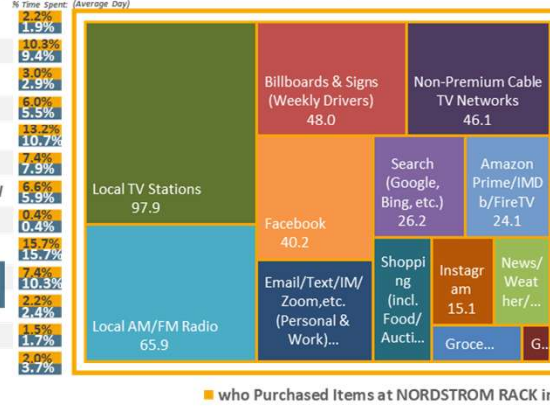 % Time Spent: (Average Day)
2.2%
1.9%
10.3%
9.4%
3.0%
2.9%
6.0%
5.5%
13.2%
10.7%
7.4%
7.9%
6.6%
5.9%
0.4%
0.4%
15.7%
15.7%
7.4%
10.3%
2.2%
2.4%
1.5%
1.7%
2.0%
3.7%
Local TV Stations
97.9
Local AM/FM Radio
65.9
Billboards & Signs
(Weekly Drivers)
48.0
Non-Premium Cable
TV Networks
46.1
Facebook
40.2
Search
(Google,
Bing, etc.)
26.2
Amazon
Prime/IMD
b/FireTV
24.1
Email/Text/IM/
Zoom,etc.
(Personal &
Work)...
Shoppi
ng
(incl.
Food/
Aucti...
Instagr
am
15.1
News/
Weat
her/...
Groce...
G...
who Purchased Items at NORDSTROM RACK in